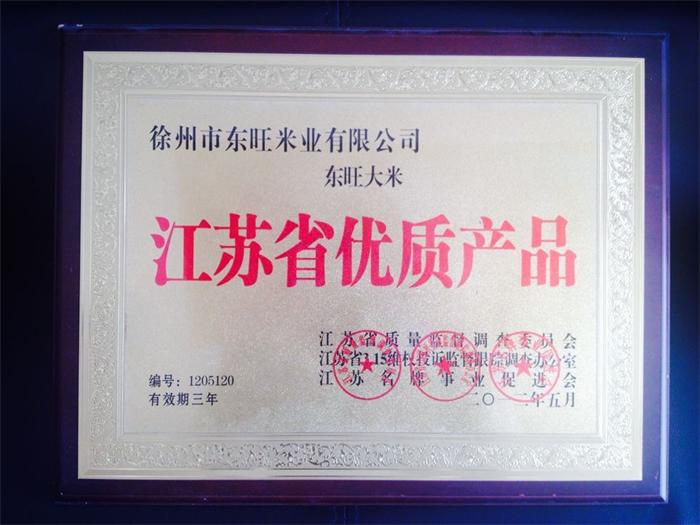 徐州市东旺米业有限公司
东旺大米
江苏省优质产品
江苏省质量监督调查委员会
江苏省3.15维权投诉监督跟踪调查办公室
江苏名牌事业促进会
编号：1205120
二〇一二年五月
有效期三年